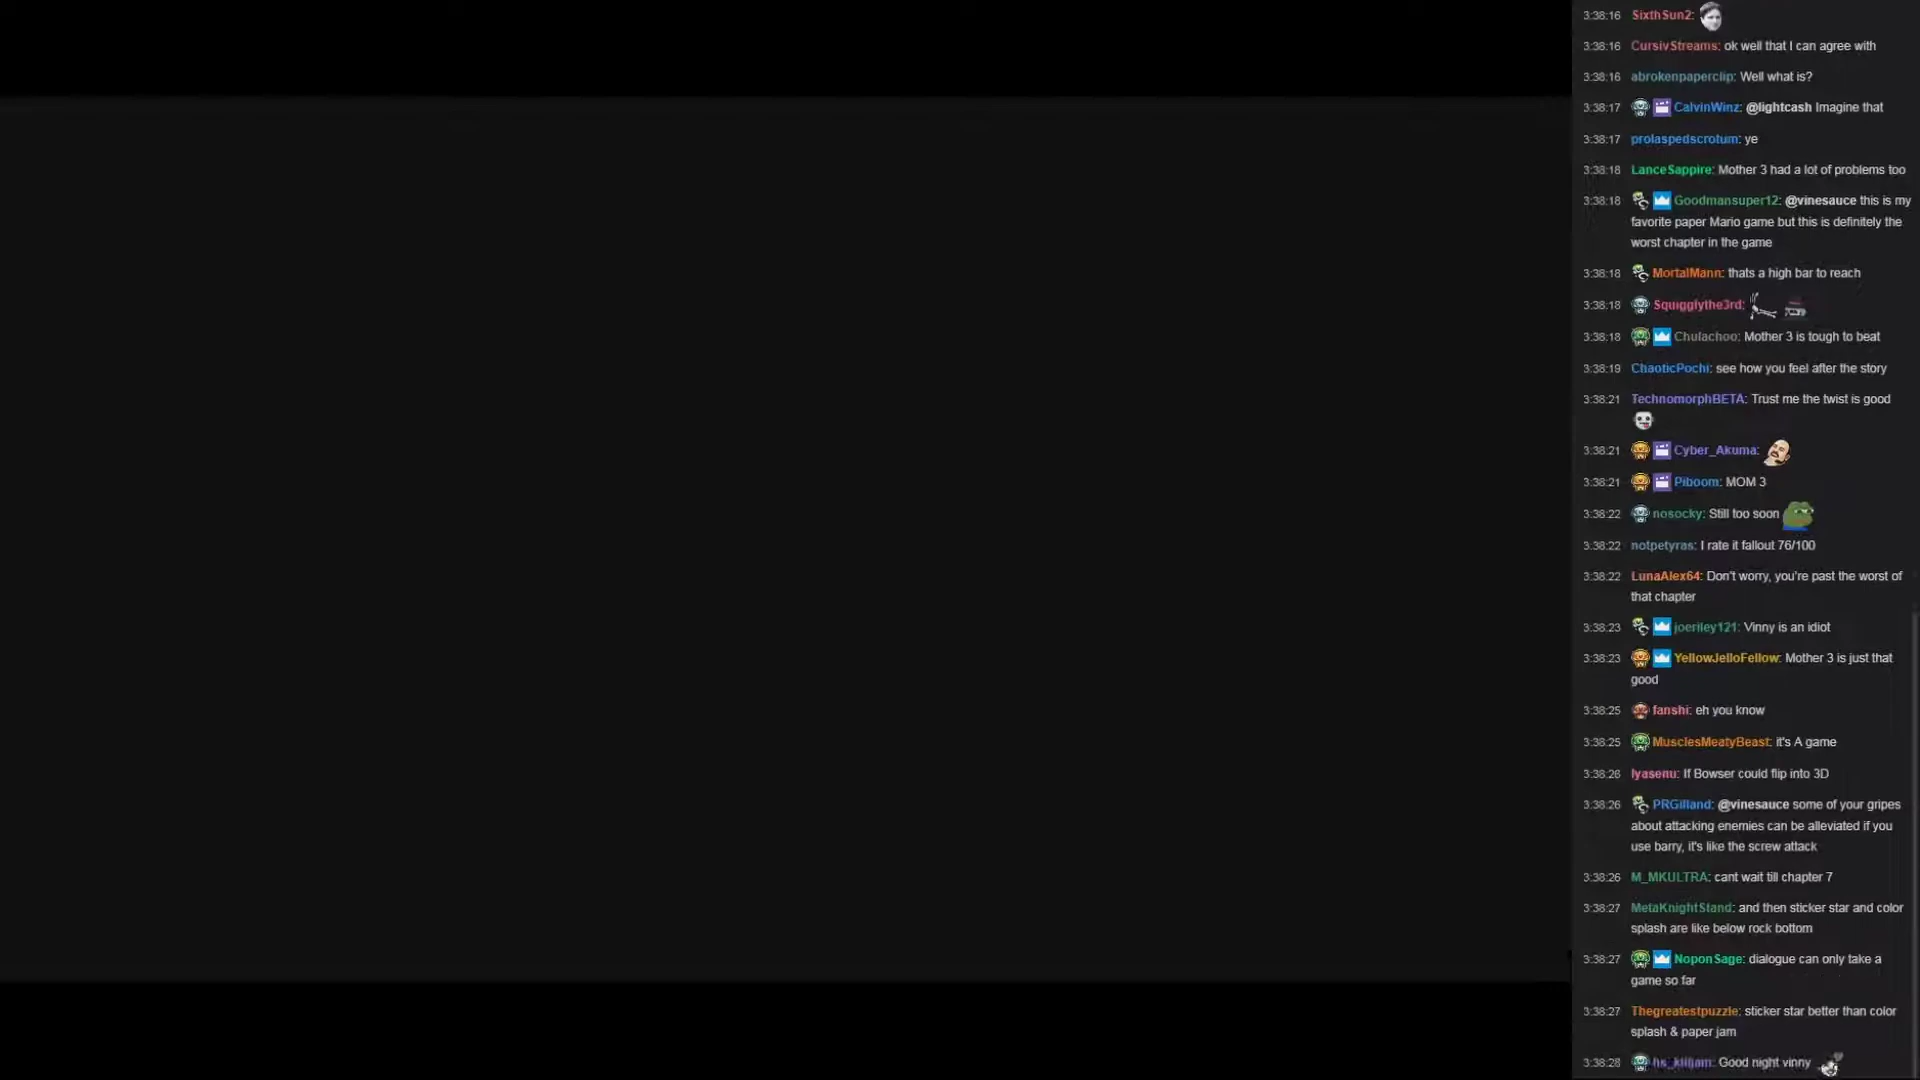 3:38:16 SixthSun2:
3:38:16 CursivStreams: ok well that I can agree with
3:38:16 abrokenpaperclip: Well what is?
3:38:17 CalvinWinz: @lightcash Imagine that
3:38:17 prolaspedscrotum: ye
3:38:18 LanceSappire: Mother 3 had a lot of problems too
3:38:18 Goodmansuper12: @vinesauce this is my
favorite paper Mario game but this is definitely the
worst chapter in the game
3:38:18 MortalMann: thats a high bar to reach
3:38:18 Squigglythe3rd:
3:38:18 Chulachoo: Mother 3 is tough to beat
3:38:19 ChaoticPochi: see how you feel after the story
3:38:21 TechnomorphBETA: Trust me the twist is good
3:38:21 Cyber_Akuma:
3:38:21 Piboom: MOM 3
3:38:22 nosocky: Still too soon
3:38:22 notpetyras: I rate it fallout 76/100
3:38:22 LunaAlex64: Don't worry, you're past the worst of
that chapter
3:38:23 joeriley121: Vinny is an idiot
3:38:23 YellowJelloFellow: Mother 3 is just that
good
3:38:25 fanshi: eh you know
3:38:25 MusclesMeatyBeast: it's A game
3:38:26 lyasenu: If Bowser could flip into 3D
3:38:26 PRGilland: @vinesauce some of your gripes
about attacking enemies can be alleviated if you
use barry, it's like the screw attack
3:38:26 M_MKULTRA: cant wait till chapter 7
3:38:27 MetaKnightStand: and then sticker star and color
splash are like below rock bottom
3:38:27 NoponSage: dialogue can only take a
game so far
3:38:27 Thegreatestpuzzle: sticker star better than color
splash & paper jam
3:38:28 Good night vinny